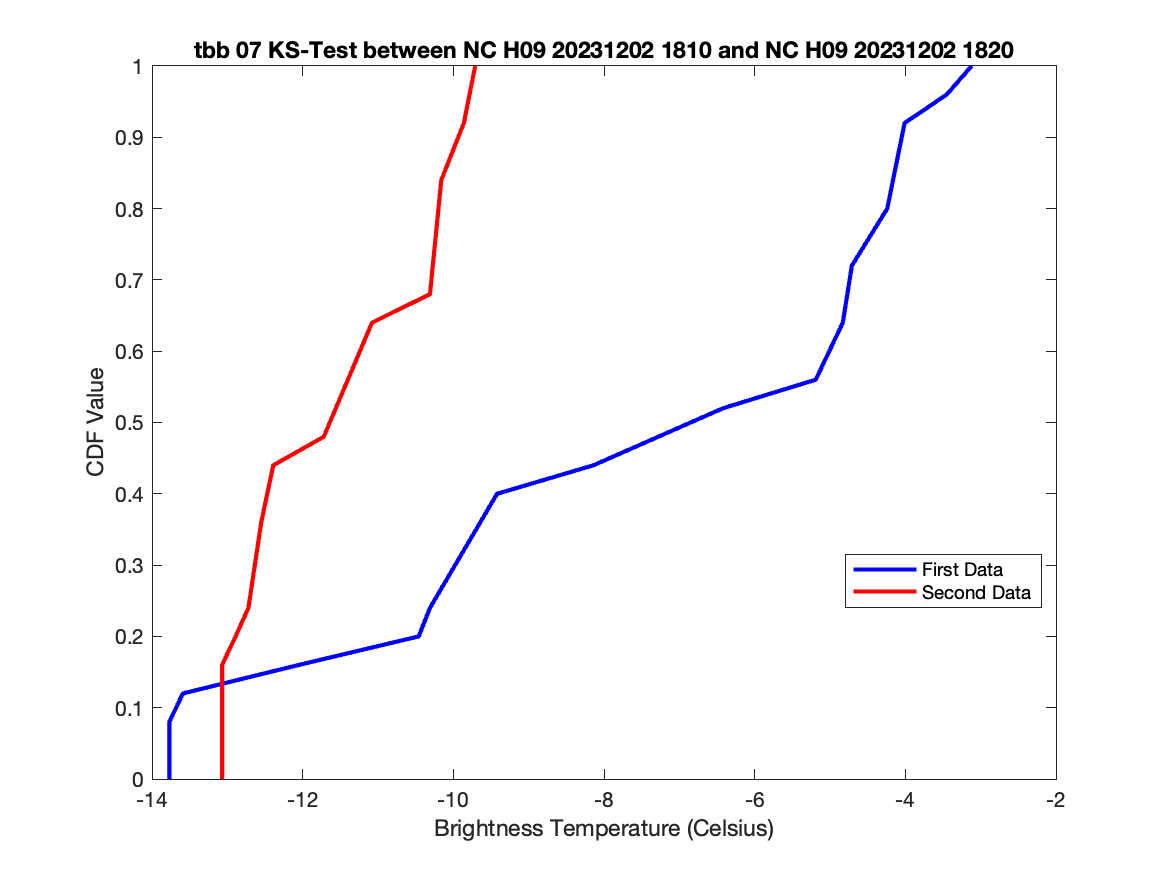 tbb 07 KS-Test between NC H09 20231202 1810 and NC H09 20231202 1820
1
0.9
0.8
0.7
0.6
0.5
0.4
0.3
0.2
0.1
0
CDF Value
First Data
Second Data
-14 -12 -10 -8 -6 -4 -2
Brightness Temperature (Celsius)